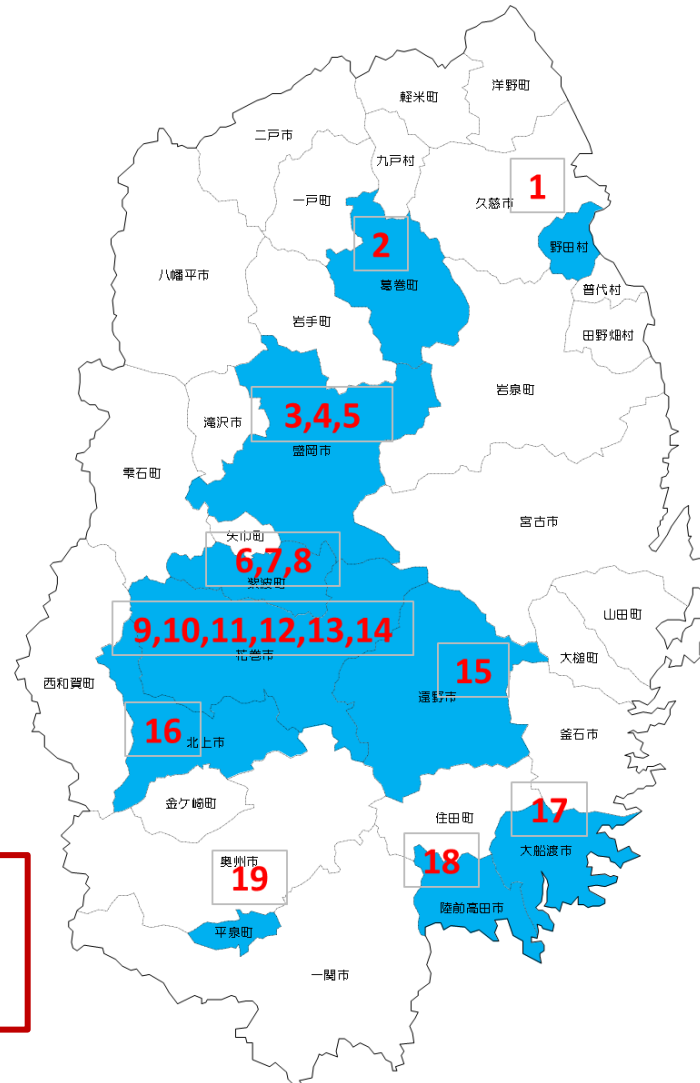 洋野町
軽米町
二戸市
九戸村
一戸町
久慈市
1
野田村
2
葛巻町
八幡平市
普代村
岩手町
田野畑村
岩泉町
滝沢市
3,4,5
盛岡市
雫石町
宮古市
矢巾町
6,7,8
紫波町
山田町
9,10,11,12,13,14
花巻市
大槌町
西和賀町
15
遠野市
16
北上市
釜石市
金ケ崎町
住田町
17
大船渡市
奥州市
18
19
陸前高田市
平泉町
一関市